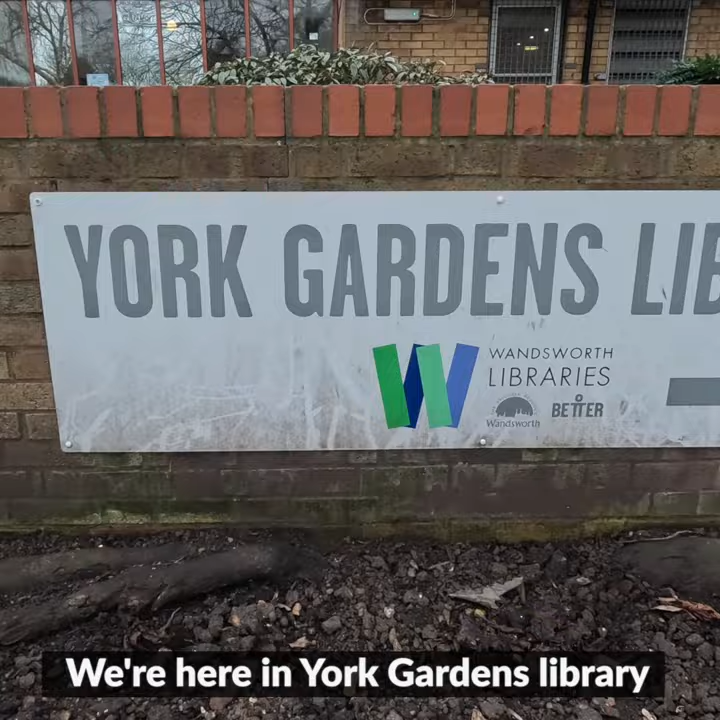 YORK GARDENS LIB
WANDSWORTH
LIBRARIES
Wandsworth
BETTER
We're here in York Gardens library